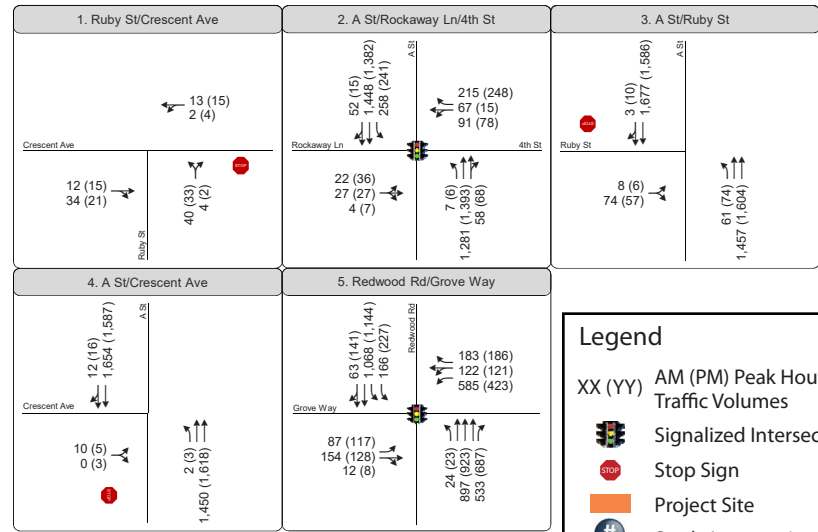 1. Ruby St/Crescent Ave
13 (15)
2 (4)
Crescent Ave
12 (15)
34 (21)
40 (33)
4 (2)
STOP
Ruby St
2. A St/Rockaway Ln/4th St
52 (15)
1,448 (1,382)
258 (241)
A St
215 (248)
67 (15)
91 (78)
Rockaway Ln
4th St
22 (36)
27 (27)
4 (7)
7 (6)
1,281 (1,393)
58 (68)
3. A St/Ruby St
A St
3 (10)
1,677 (1,586)
STOP
Ruby St
8 (6)
74 (57)
61 (74)
1,457 (1,604)
4. A St/Crescent Ave
12 (16)
1,654 (1,587)
A St
Crescent Ave
10 (5)
0 (3)
STOP
2 (3)
1,450 (1,618)
5. Redwood Rd/Grove Way
63 (141)
1,068 (1,144)
166 (227)
Redwood Rd
183 (186)
122 (121)
585 (423)
Grove Way
87 (117)
154 (128)
12 (8)
24 (23)
897 (923)
533 (687)
Legend
XX (YY) AM (PM) Peak Hou
Traffic Volumes
Signalized Intersec
STOP Stop Sign
Project Site
#